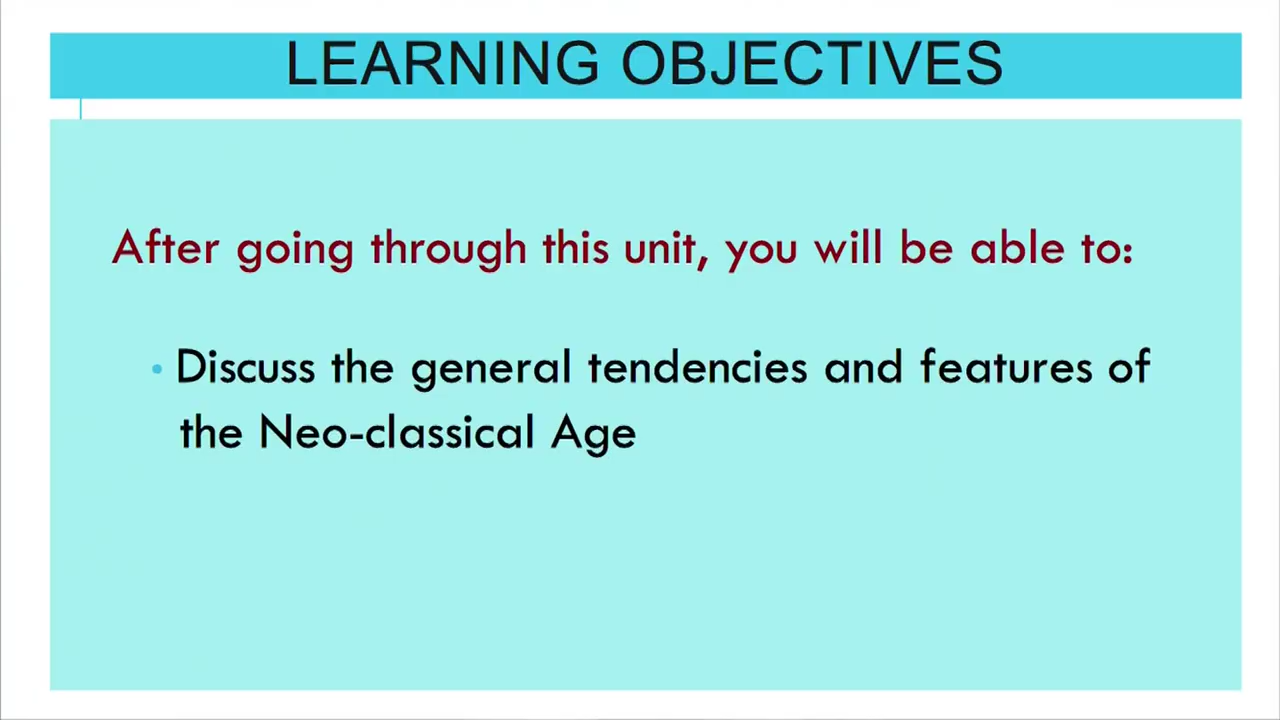 LEARNING OBJECTIVES
After going through this unit, you will be able to:
• Discuss the general tendencies and features of
the Neo-classical Age